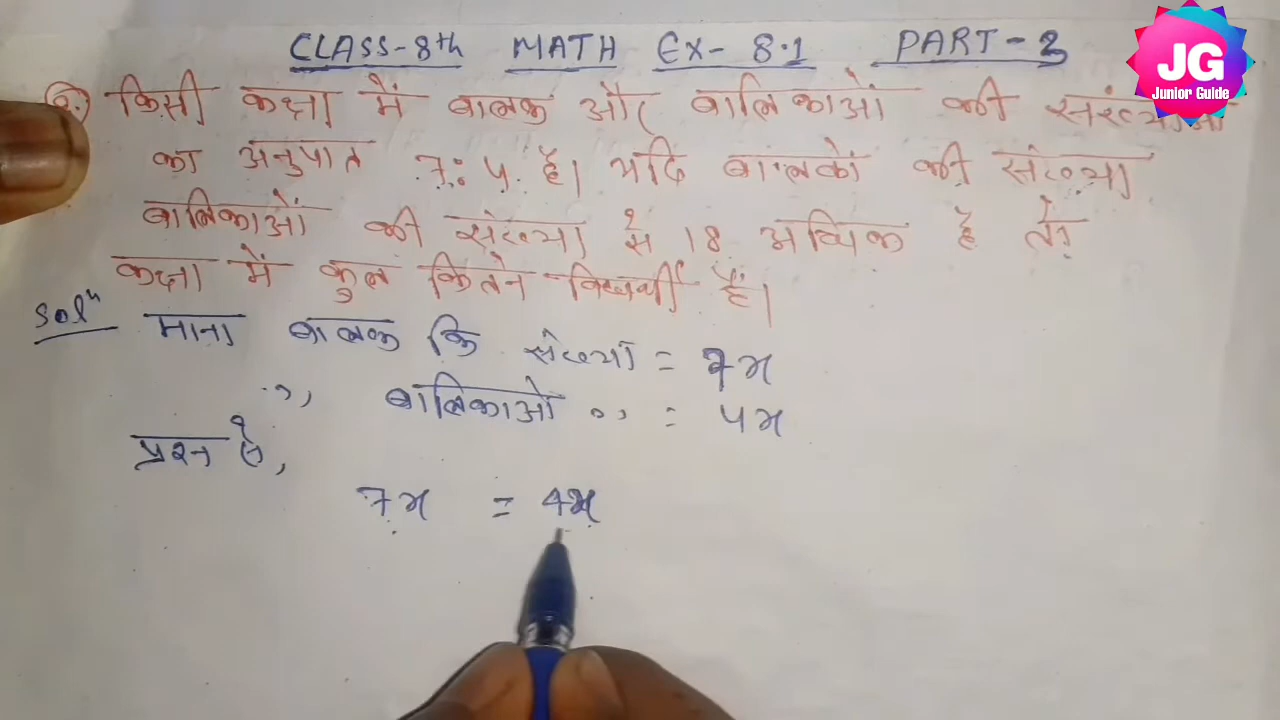 CLASS-8th MATH EX- 8.1 PART-3
JG
Junior Guide
Q. किसी कक्षा में बालक और बालिकाओं की संख्याओं
का अनुपात 7:5 है। यदि बालकों की संख्या
बालिकाओं की संख्या से 18 अधिक है तो
कक्षा में कुल कितने विद्यार्थी हैं।
Solⁿ माना बालक कि संख्या = 7x
,, बालिकाओं ,, = 5x
प्रश्न से,
7x = 4x